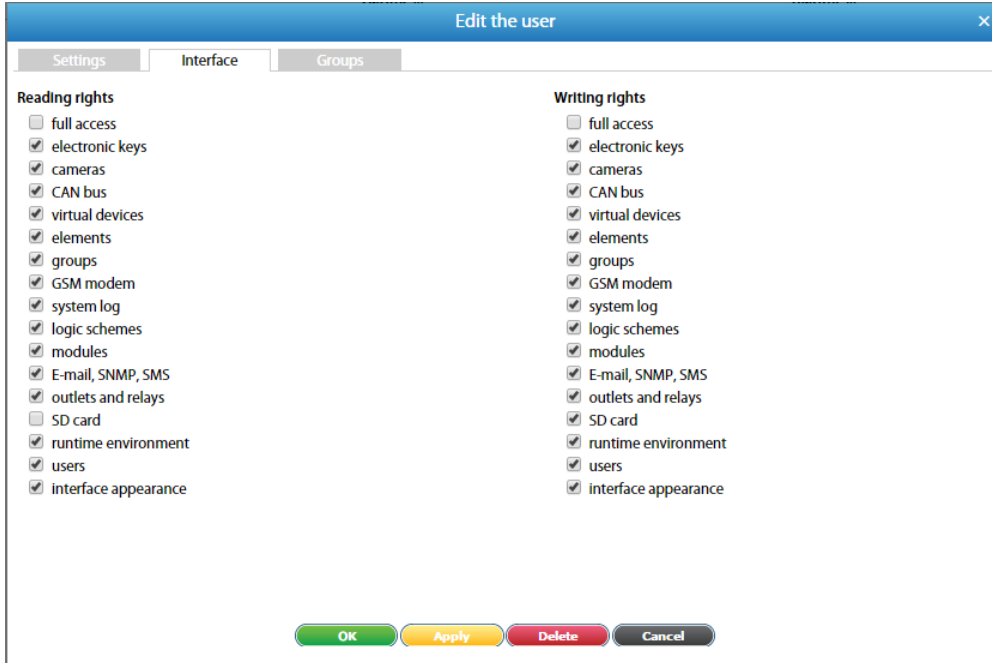 Edit the user
Settings Interface Groups
Reading rights
full access
electronic keys
cameras
CAN bus
virtual devices
elements
groups
GSM modem
system log
logic schemes
modules
E-mail, SNMP, SMS
outlets and relays
SD card
runtime environment
users
interface appearance
Writing rights
full access
electronic keys
cameras
CAN bus
virtual devices
elements
groups
GSM modem
system log
logic schemes
modules
E-mail, SNMP, SMS
outlets and relays
SD card
runtime environment
users
interface appearance
OK Apply Delete Cancel